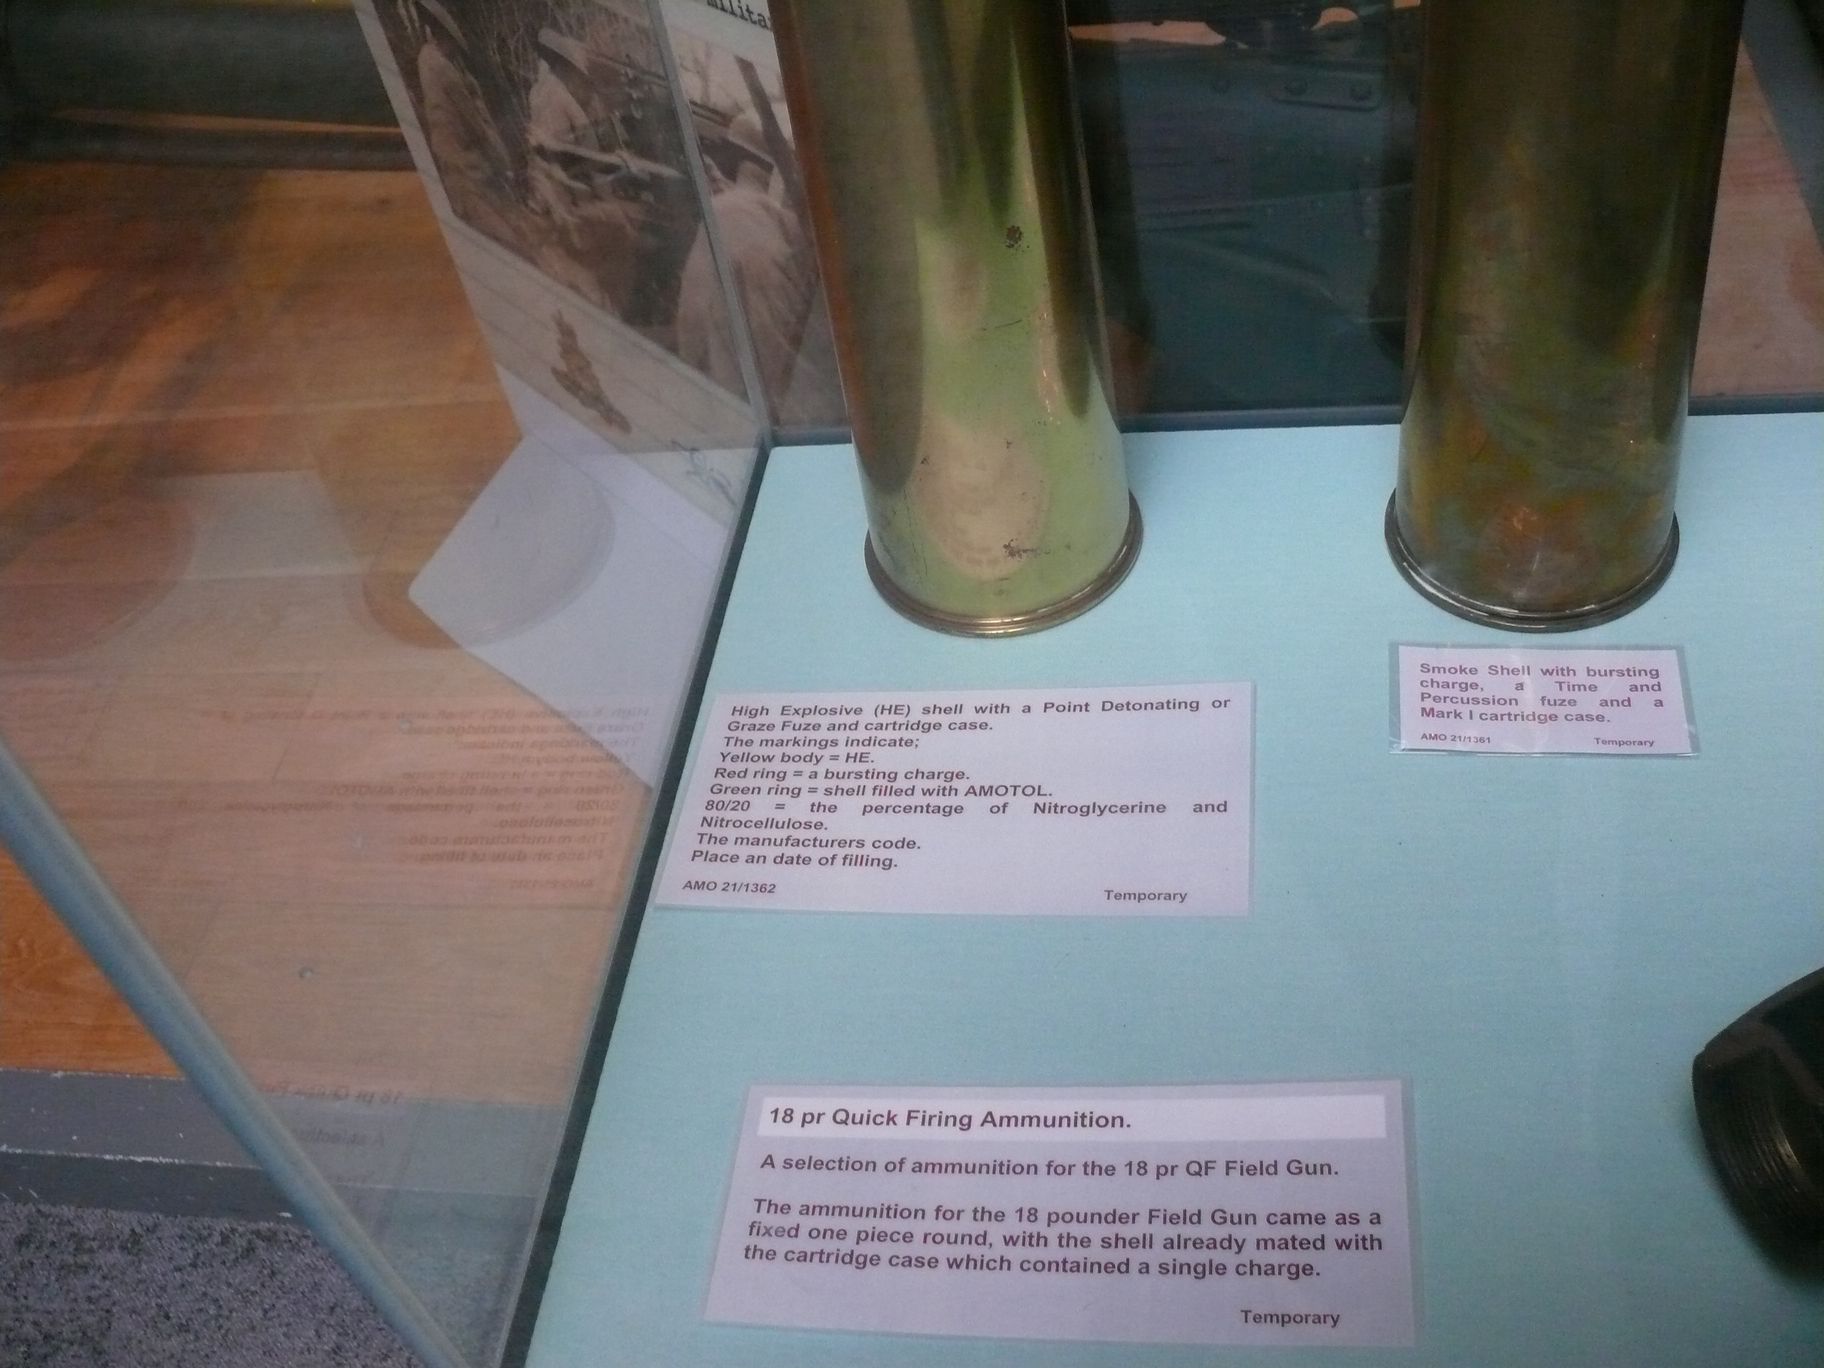 milita
High Explosive (HE) shell with a Point Detonating or
Graze Fuze and cartridge case.
The markings indicate;
Yellow body = HE.
Red ring = a bursting charge.
Green ring = shell filled with AMOTOL.
80/20 = the percentage of Nitroglycerine and
Nitrocellulose.
The manufacturers code.
Place an date of filling.
AMO 21/1362 Temporary
Smoke Shell with bursting
charge, a Time and
Percussion fuze and a
Mark I cartridge case.
AMO 21/1361 Temporary
18 pr Quick Firing Ammunition.
A selection of ammunition for the 18 pr QF Field Gun.
The ammunition for the 18 pounder Field Gun came as a
fixed one piece round, with the shell already mated with
the cartridge case which contained a single charge.
Temporary